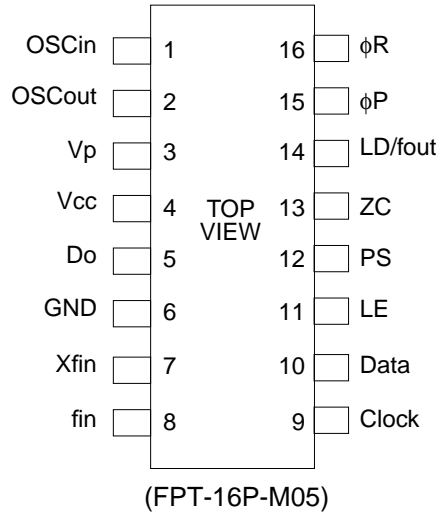 OSCin 1 16 ϕR
OSCout 2 15 ϕP
Vp 3 14 LD/fout
Vcc 4 13 ZC
TOP
VIEW
Do 5 12 PS
GND 6 11 LE
Xfin 7 10 Data
fin 8 9 Clock
(FPT-16P-M05)